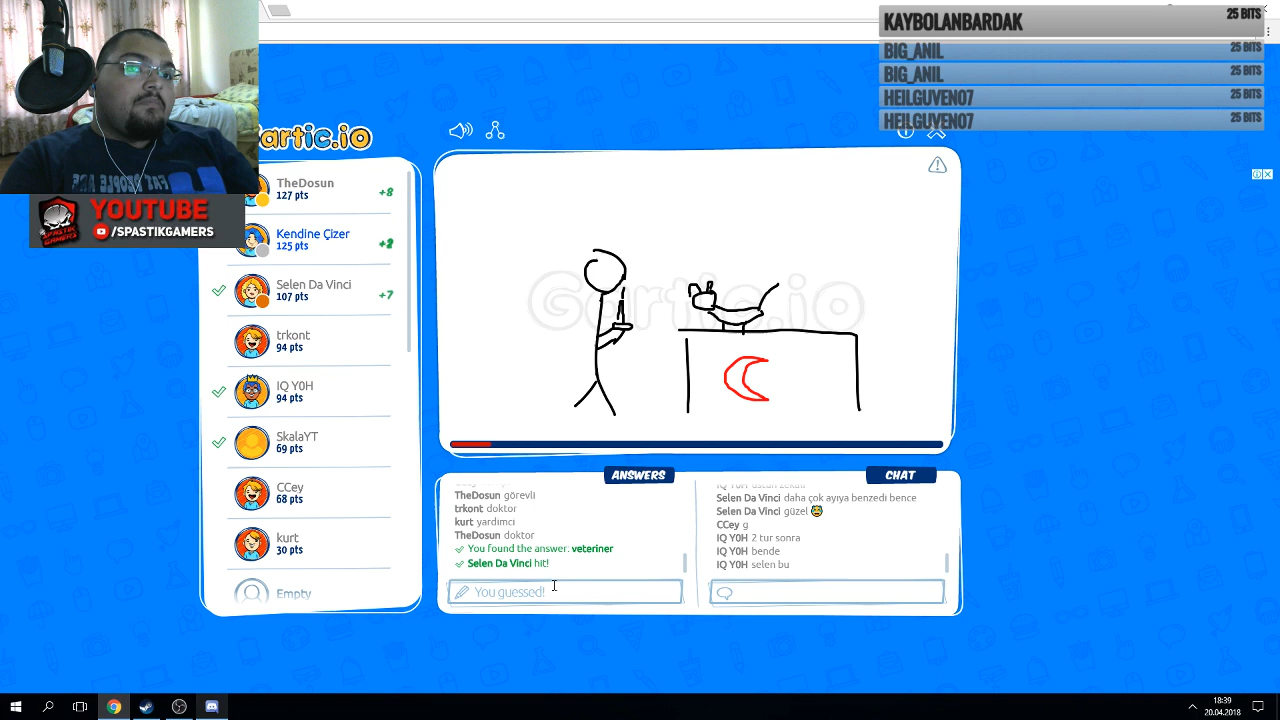 KAYBOLANBARDAK 25 BITS
BIG_ANIL 25 BITS
BIG_ANIL 25 BITS
HEILGUVEN07 25 BITS
HEILGUVEN07 25 BITS
artic.io
YOUTUBE
/SPASTIKGAMERS
SPASTIK GAMERS
TheDosun
127 pts +8
Kendine Çizer
125 pts +2
Selen Da Vinci
107 pts +7
trkont
94 pts
IQ Y0H
94 pts
SkalaYT
69 pts
CCey
68 pts
kurt
30 pts
Empty
Gartic.io
ANSWERS
TheDosun görevli
trkont doktor
kurt yardımcı
TheDosun doktor
You found the answer: veteriner
Selen Da Vinci hit!
You guessed!
CHAT
Selen Da Vinci daha çok ayıya benzedi bence
Selen Da Vinci güzel
CCey g
IQ Y0H 2 tur sonra
IQ Y0H bende
IQ Y0H selen bu
18:39
20.04.2018